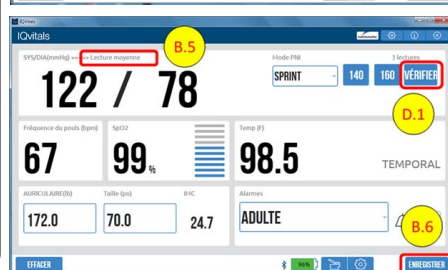 IQvitals
IQvitals
SYS/DIA(mmHg) >> >> Lecture moyenne
B.5
Mode PNI
3 lectures
122 / 78
SPRINT
140
160
VÉRIFIER
D.1
Fréquence du pouls (bpm)
SpO2
Temp (F)
67
99%
98.5
TEMPORAL
AURICULAIRE(lb)
Taille (po)
IMC
Alarmes
172.0
70.0
24.7
ADULTE
B.6
EFFACER
96%
ENREGISTRER